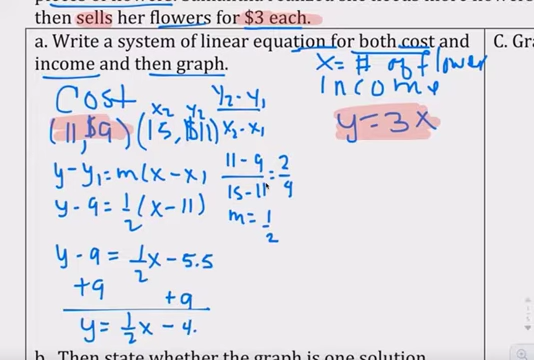 then sells her flowers for $3 each.
a. Write a system of linear equation for both cost and
income and then graph.
C. Gr
x = # of flower
Income
y = 3x
Cost
(11, $9) (15, $11)
x2 y2
y2 - y1
x2 - x1
y - y1 = m(x - x1
11 - 9
15 - 11
= 2/4
y - 9 = 1/2 (x - 11)
m = 1/2
y - 9 = 1/2 x - 5.5
+9 +9
y = 1/2 x - 4.
b. Then state whether the graph is one solution